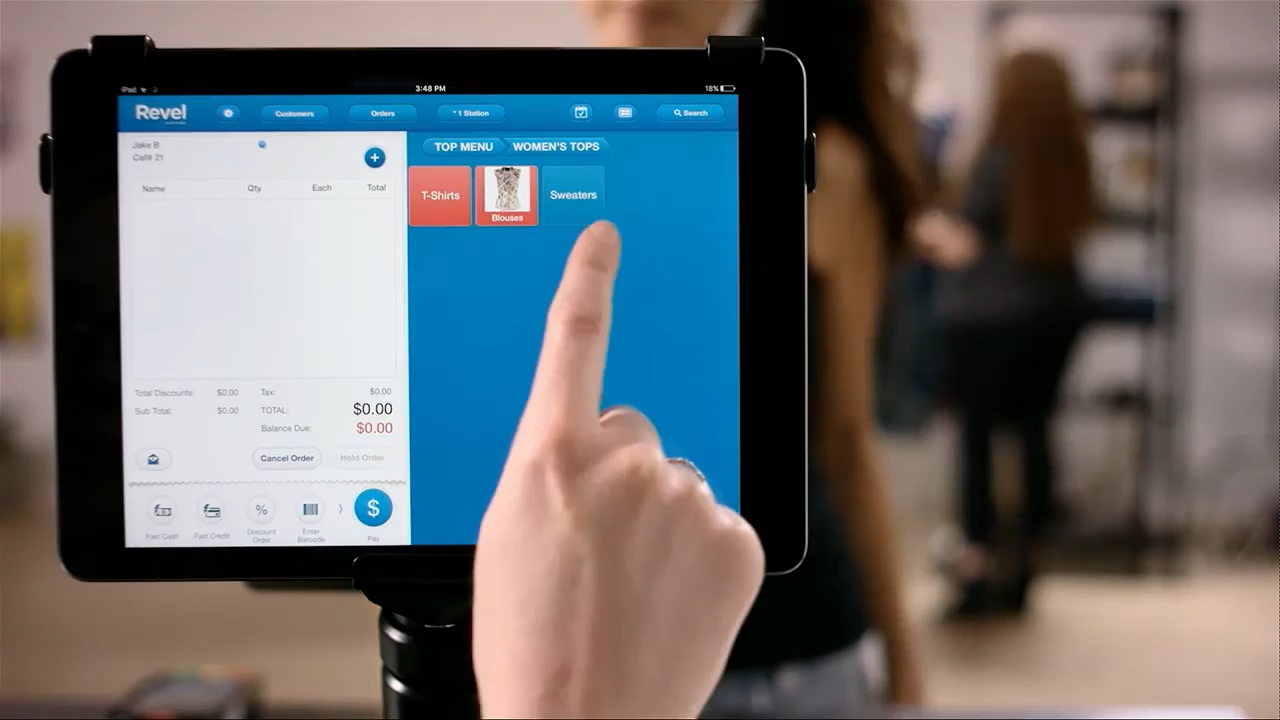 iPad
3:48 PM
18%
Revel
Customers
Orders
* 1 Station
Search
Jake B
Call# 21
TOP MENU
WOMEN'S TOPS
Name Qty Each Total
T-Shirts
Blouses
Sweaters
Total Discounts: $0.00
Tax: $0.00
Sub Total: $0.00
TOTAL: $0.00
Balance Due: $0.00
Cancel Order
Hold Order
%
$
Fast Cash
Fast Credit
Discount
Order
Enter
Barcode
Pay